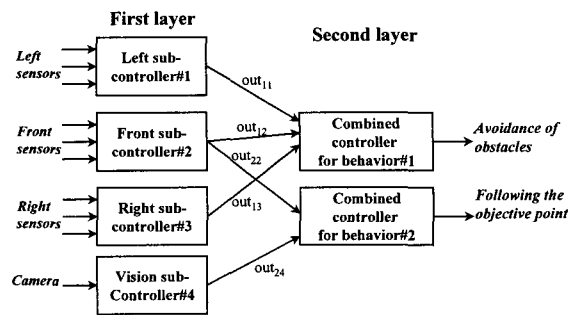 First layer
Second layer
Left
sensors
Left sub-
controller#1
out11
Front
sensors
Front sub-
controller#2
out12
out22
Combined
controller
for behavior#1
Avoidance of
obstacles
Right
sensors
Right sub-
controller#3
out13
Combined
controller
for behavior#2
Following the
objective point
Camera
Vision sub-
Controller#4
out24